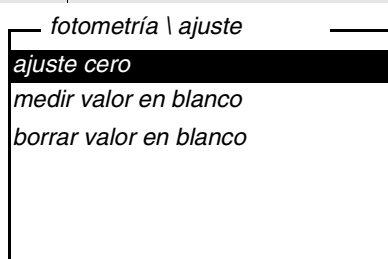 fotometría \ ajuste
ajuste cero
medir valor en blanco
borrar valor en blanco